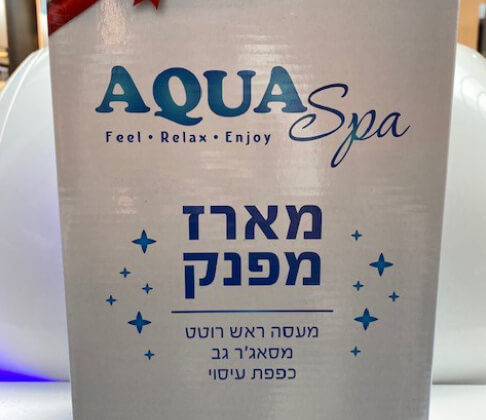 AQUA Spa
Feel • Relax • Enjoy
מארז
מפנק
מעסה ראש רוטט
מסאג'ר גב
כפפת עיסוי